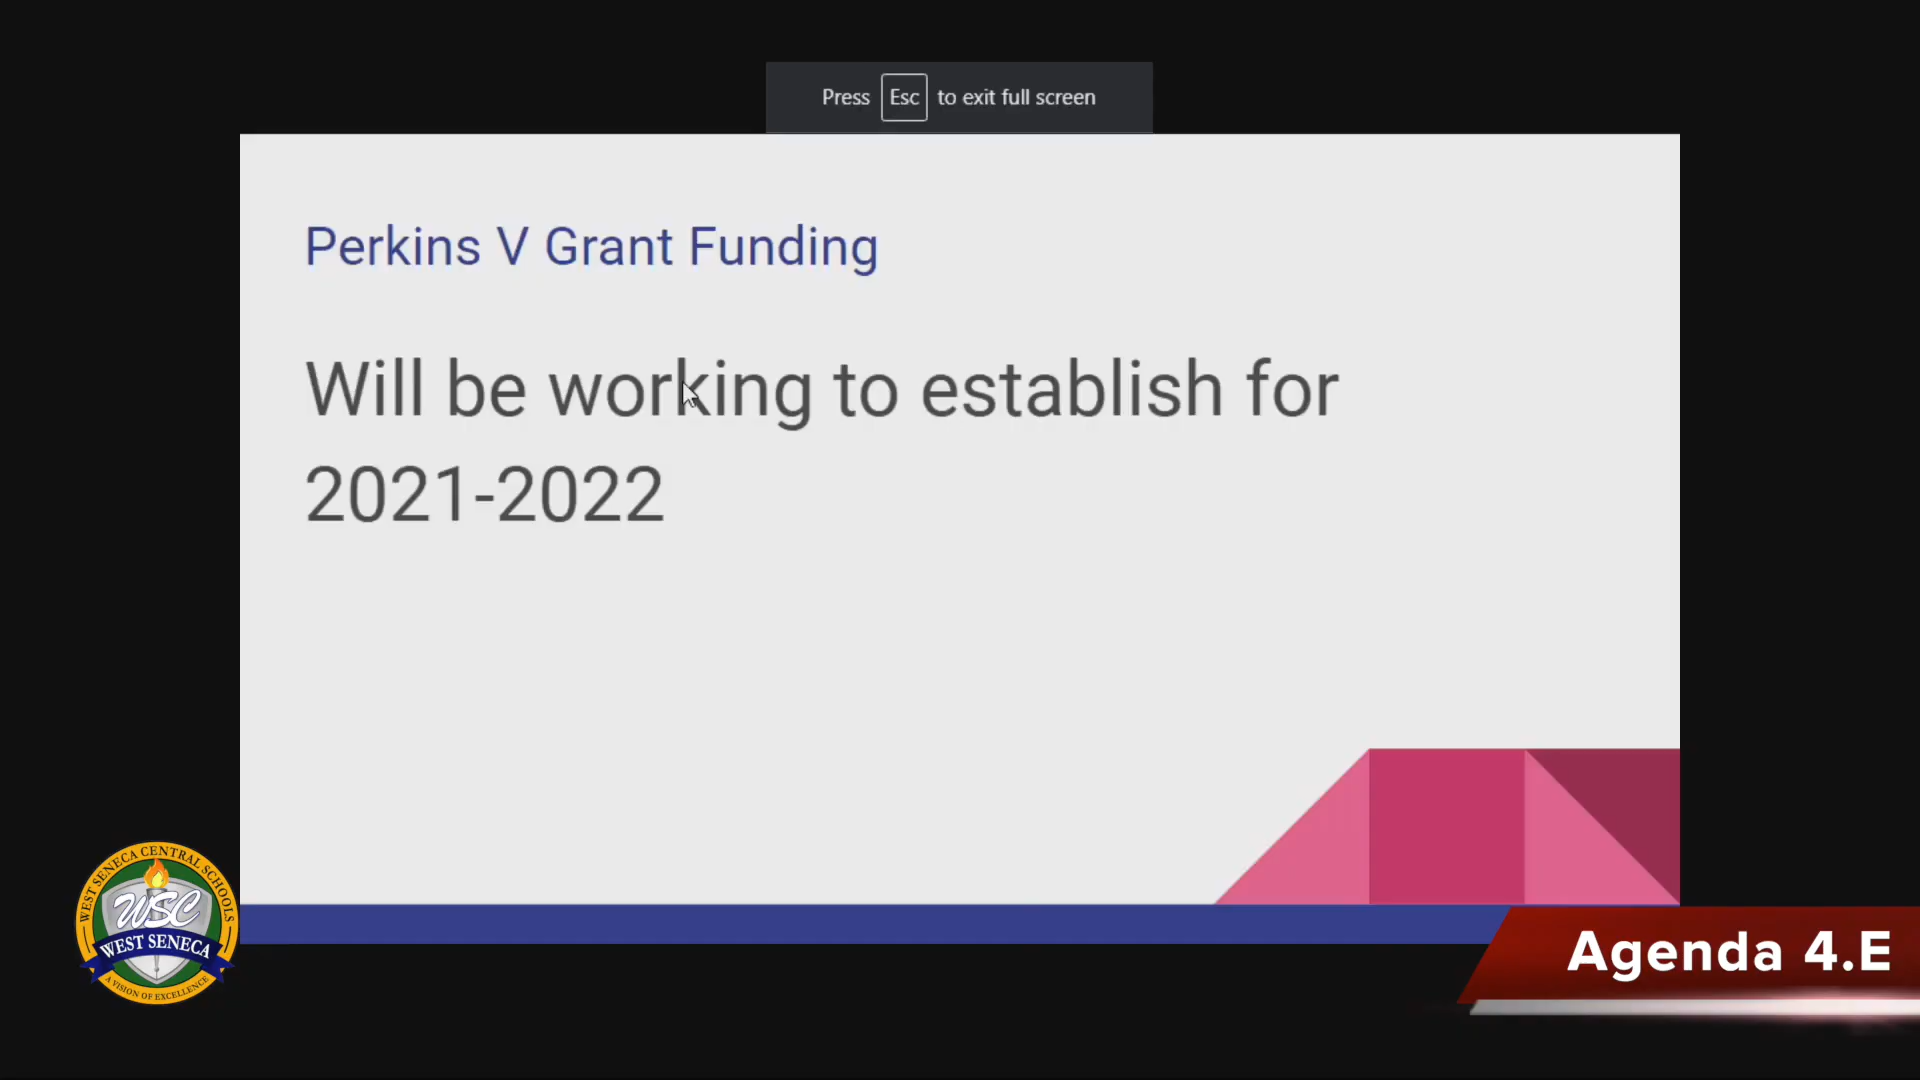 Press Esc to exit full screen
Perkins V Grant Funding
Will be working to establish for
2021-2022
WEST SENECA CENTRAL SCHOOLS
WSC
WEST SENECA
A VISION OF EXCELLENCE
Agenda 4.E